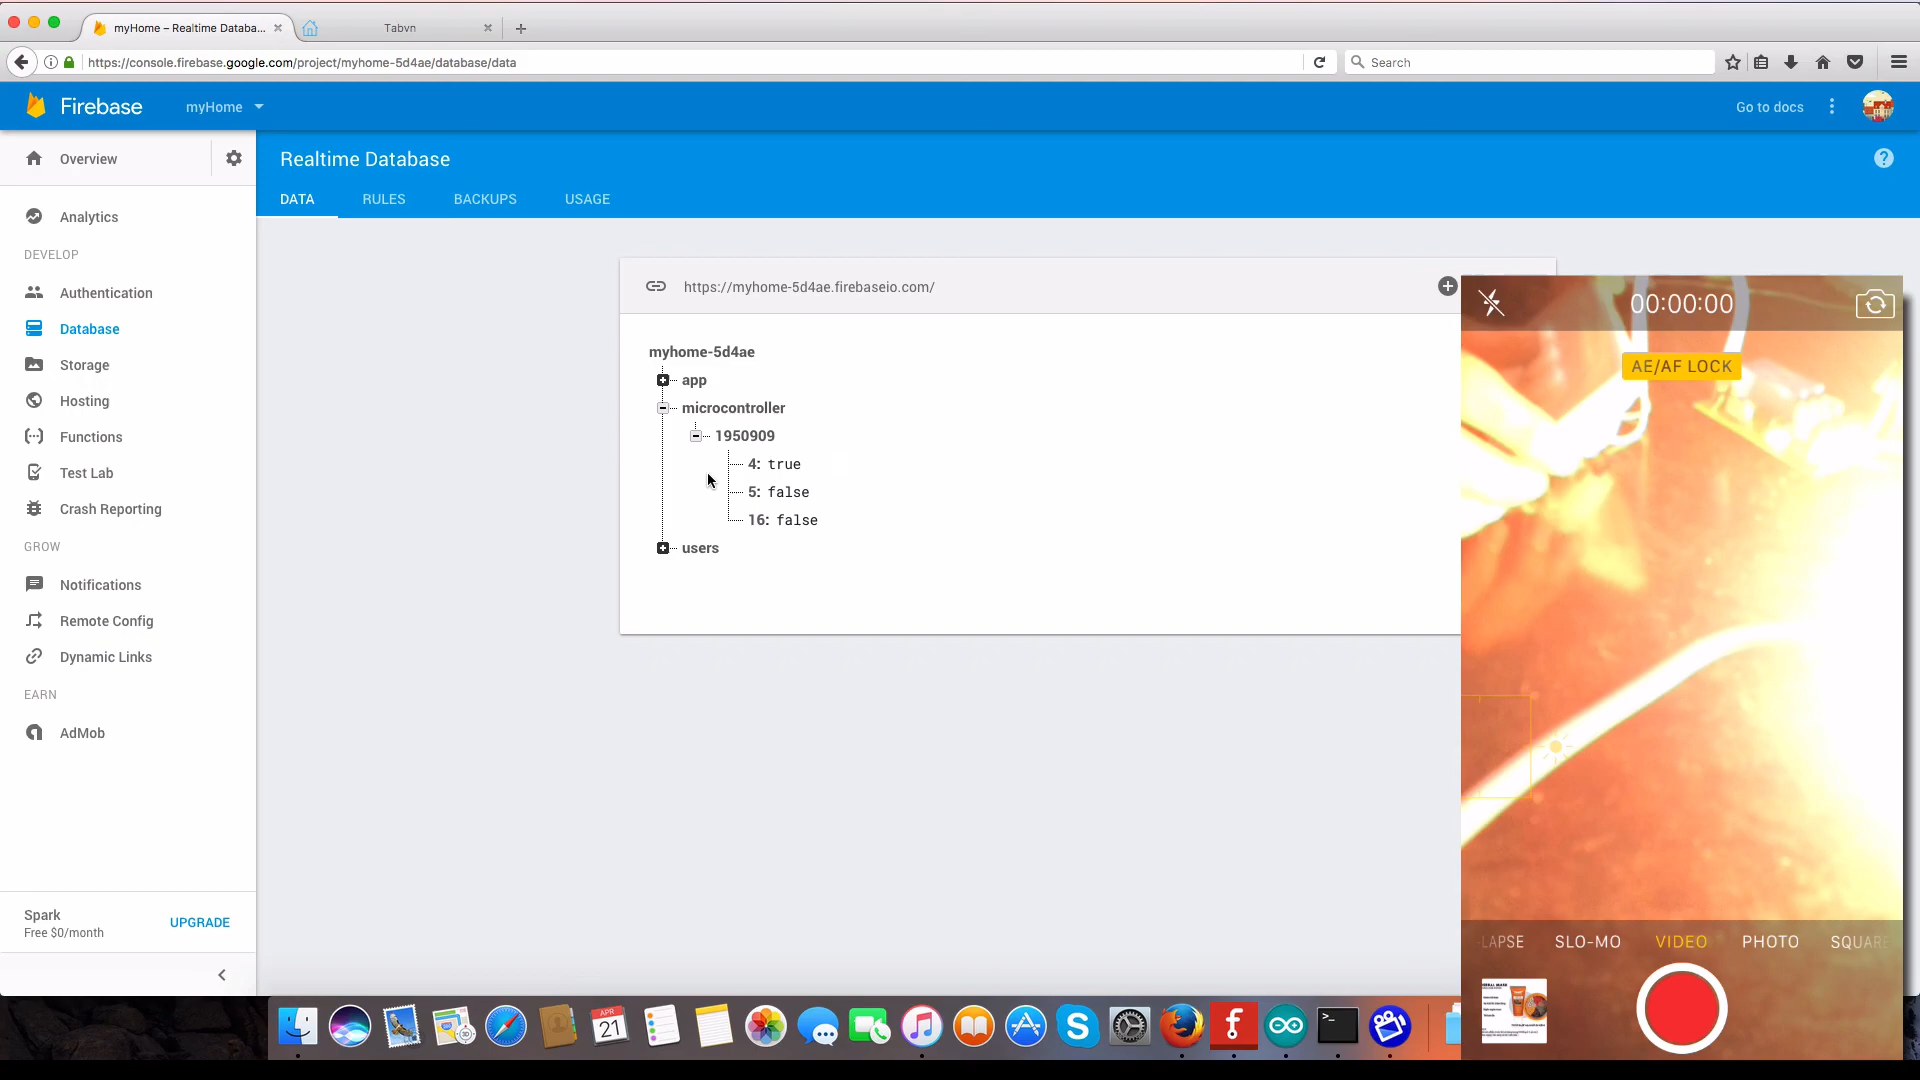 myHome – Realtime Databa...
Tabvn
https://console.firebase.google.com/project/myhome-5d4ae/database/data
Search
Firebase
myHome
Go to docs
Overview
Realtime Database
DATA
RULES
BACKUPS
USAGE
Analytics
DEVELOP
Authentication
Database
Storage
Hosting
Functions
Test Lab
Crash Reporting
GROW
Notifications
Remote Config
Dynamic Links
EARN
AdMob
Spark
Free $0/month
UPGRADE
https://myhome-5d4ae.firebaseio.com/
myhome-5d4ae
app
microcontroller
1950909
4: true
5: false
16: false
users
00:00:00
AE/AF LOCK
-LAPSE
SLO-MO
VIDEO
PHOTO
SQUARE
APR
21